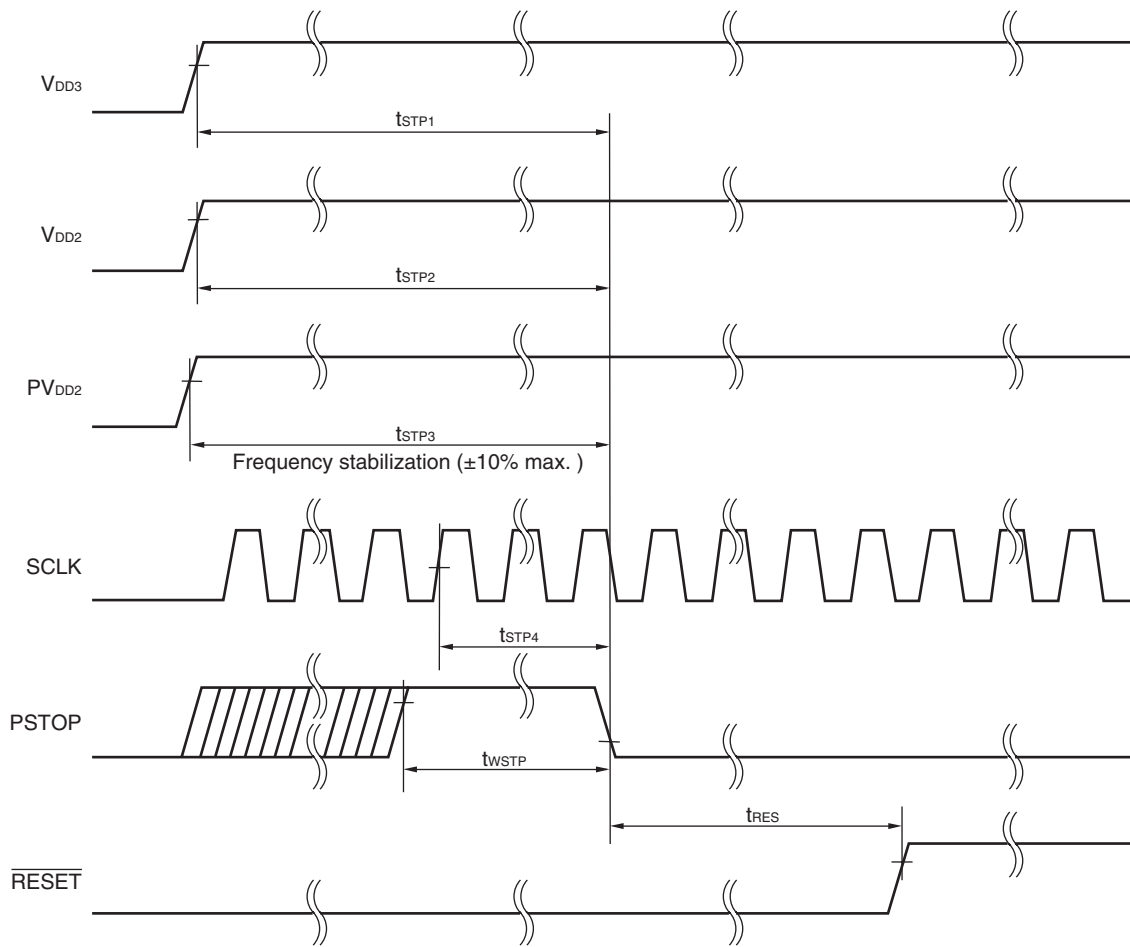 VDD3
tSTP1
VDD2
tSTP2
PVDD2
tSTP3
Frequency stabilization (±10% max. )
SCLK
tSTP4
PSTOP
tWSTP
tRES
RESET